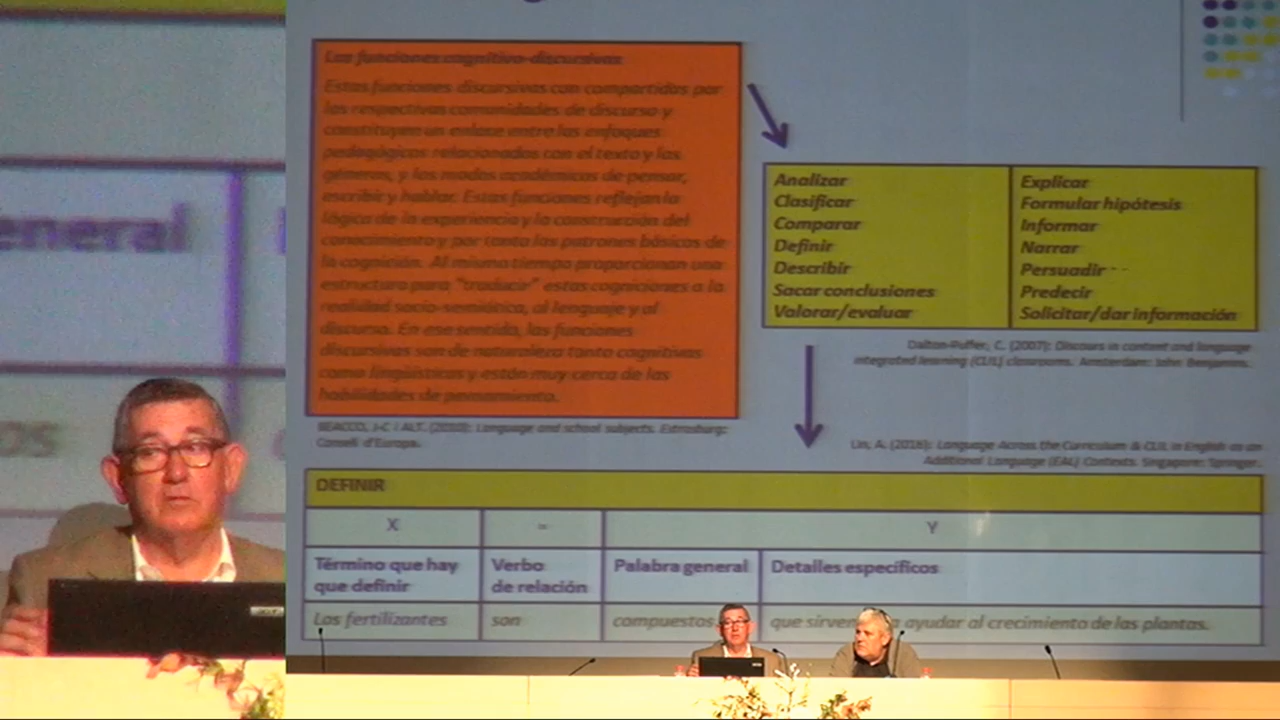 eneral
os
Las funciones cognitivo-discursivas
Estas funciones discursivas son compartidas por
las respectivas comunidades de discurso y
constituyen un enlace entre los enfoques
pedagógicos relacionados con el texto y los
géneros, y los modos académicos de pensar,
escribir y hablar. Estas funciones reflejan la
lógica de la experiencia y la construcción del
conocimiento y por tanto los patrones básicos de
la cognición. Al mismo tiempo proporcionan una
estructura para "traducir" estas cogniciones a la
realidad socio-semiótica, al lenguaje y al
discurso. En ese sentido, las funciones
discursivas son de naturaleza tanto cognitivas
como lingüísticas y están muy cerca de las
habilidades de pensamiento.
BEACCO, J-C I ALT. (2010): Language and school subjects. Estrasburg:
Consell d'Europa.
Analizar
Clasificar
Comparar
Definir
Describir
Sacar conclusiones
Valorar/evaluar
Explicar
Formular hipótesis
Informar
Narrar
Persuadir
Predecir
Solicitar/dar información
Dalton-Puffer, C. (2007): Discours in content and language
integrated learning (CLIL) classrooms. Amsterdam: John Benjamins.
Lin, A. (2016): Language Across the Curriculum & CLIL in English as an
Additional Language (EAL) Contexts. Singapore: Springer.
DEFINIR
X = Y
Término que hay
que definir
Verbo
de relación
Palabra general
Detalles específicos
Los fertilizantes son compuestos que sirven a ayudar al crecimiento de las plantas.
acer